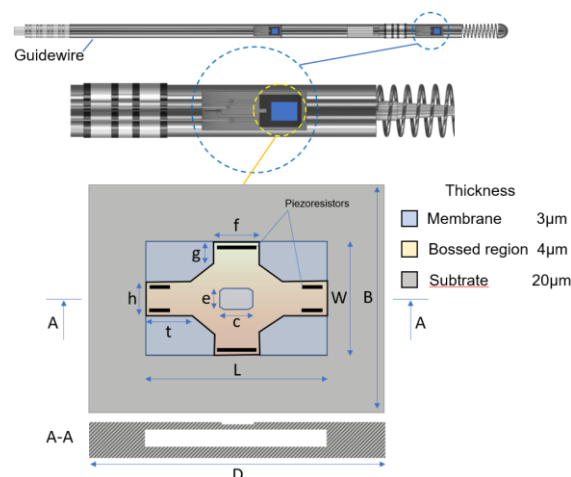 Guidewire
Thickness
Membrane 3µm
Bossed region 4µm
Subtrate 20µm
Piezoresistors
f
g
h
e
c
t
W
B
L
A
A
A-A
D